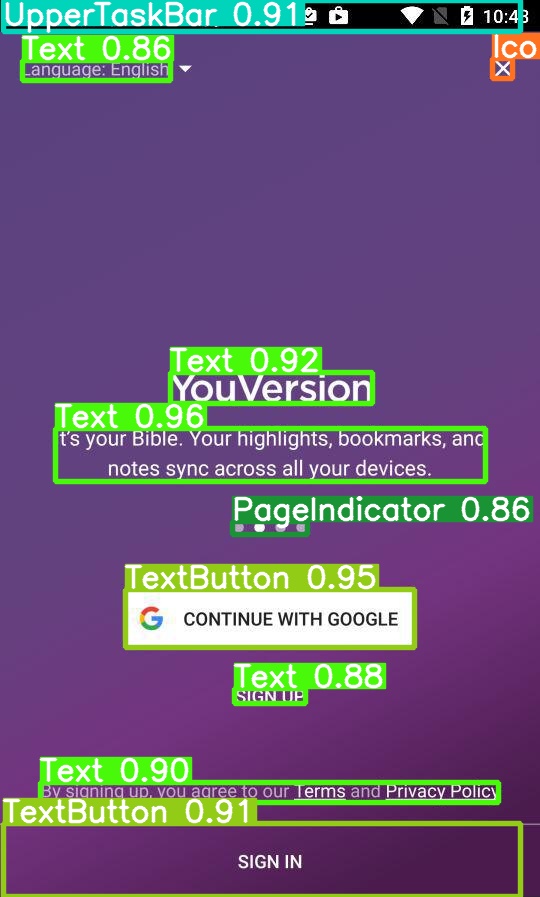 UpperTaskBar 0.91
10:43
Text 0.86
Ico
Language: English
Text 0.92
YouVersion
Text 0.96
It's your Bible. Your highlights, bookmarks, and
notes sync across all your devices.
PageIndicator 0.86
TextButton 0.95
CONTINUE WITH GOOGLE
Text 0.88
SIGN UP
Text 0.90
By signing up, you agree to our Terms and Privacy Policy
TextButton 0.91
SIGN IN